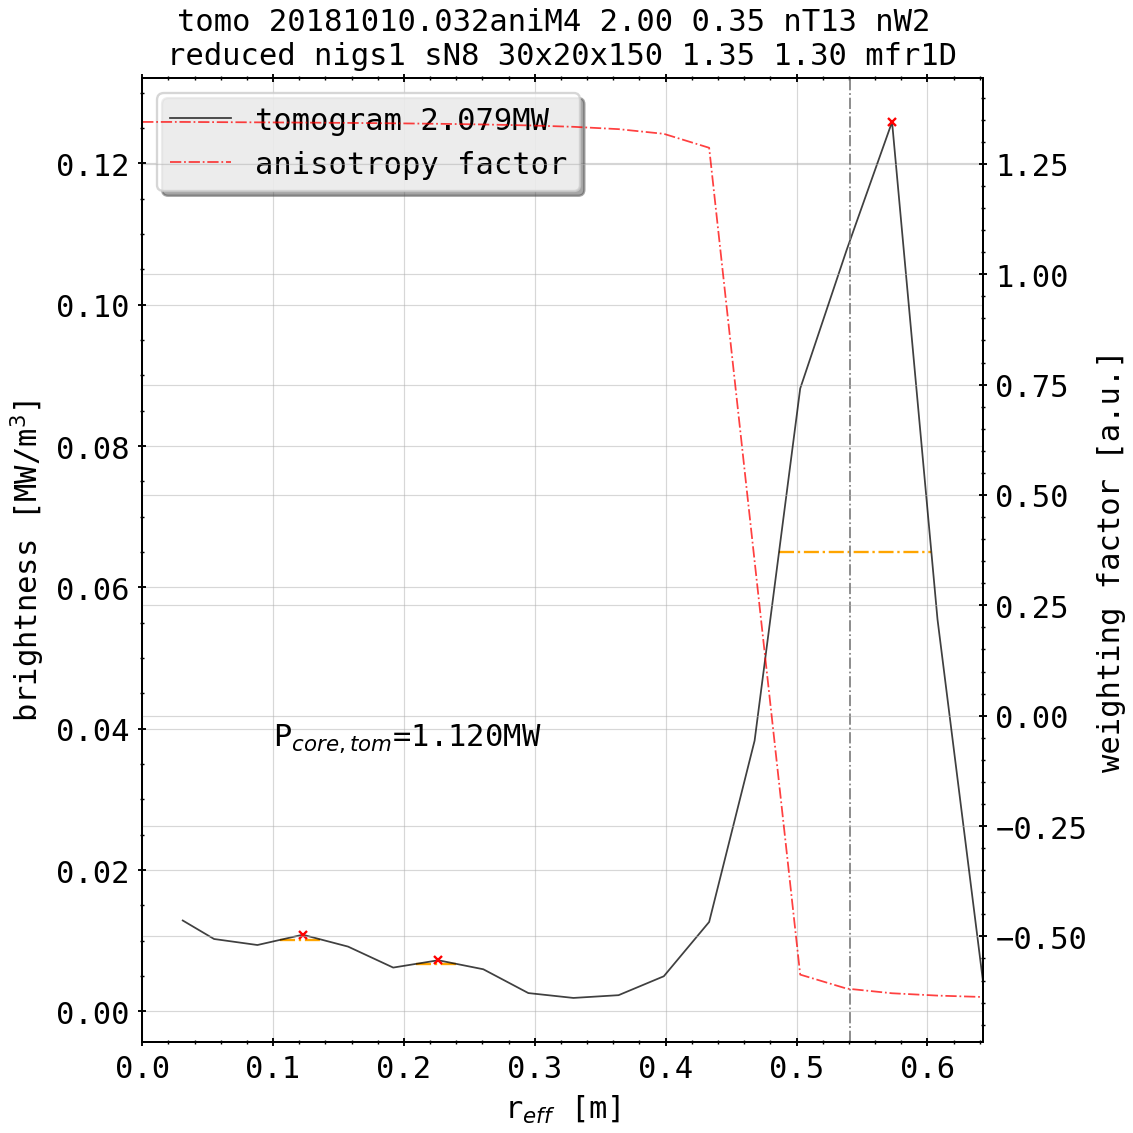 tomo 20181010.032aniM4 2.00 0.35 nT13 nW2
reduced nigs1 sN8 30x20x150 1.35 1.30 mfr1D
tomogram 2.079MW
anisotropy factor
0.12
0.10
0.08
0.06
0.04
0.02
0.00
brightness [MW/m³]
P_core,tom=1.120MW
1.25
1.00
0.75
0.50
0.25
0.00
−0.25
−0.50
weighting factor [a.u.]
0.0 0.1 0.2 0.3 0.4 0.5 0.6
r_eff [m]